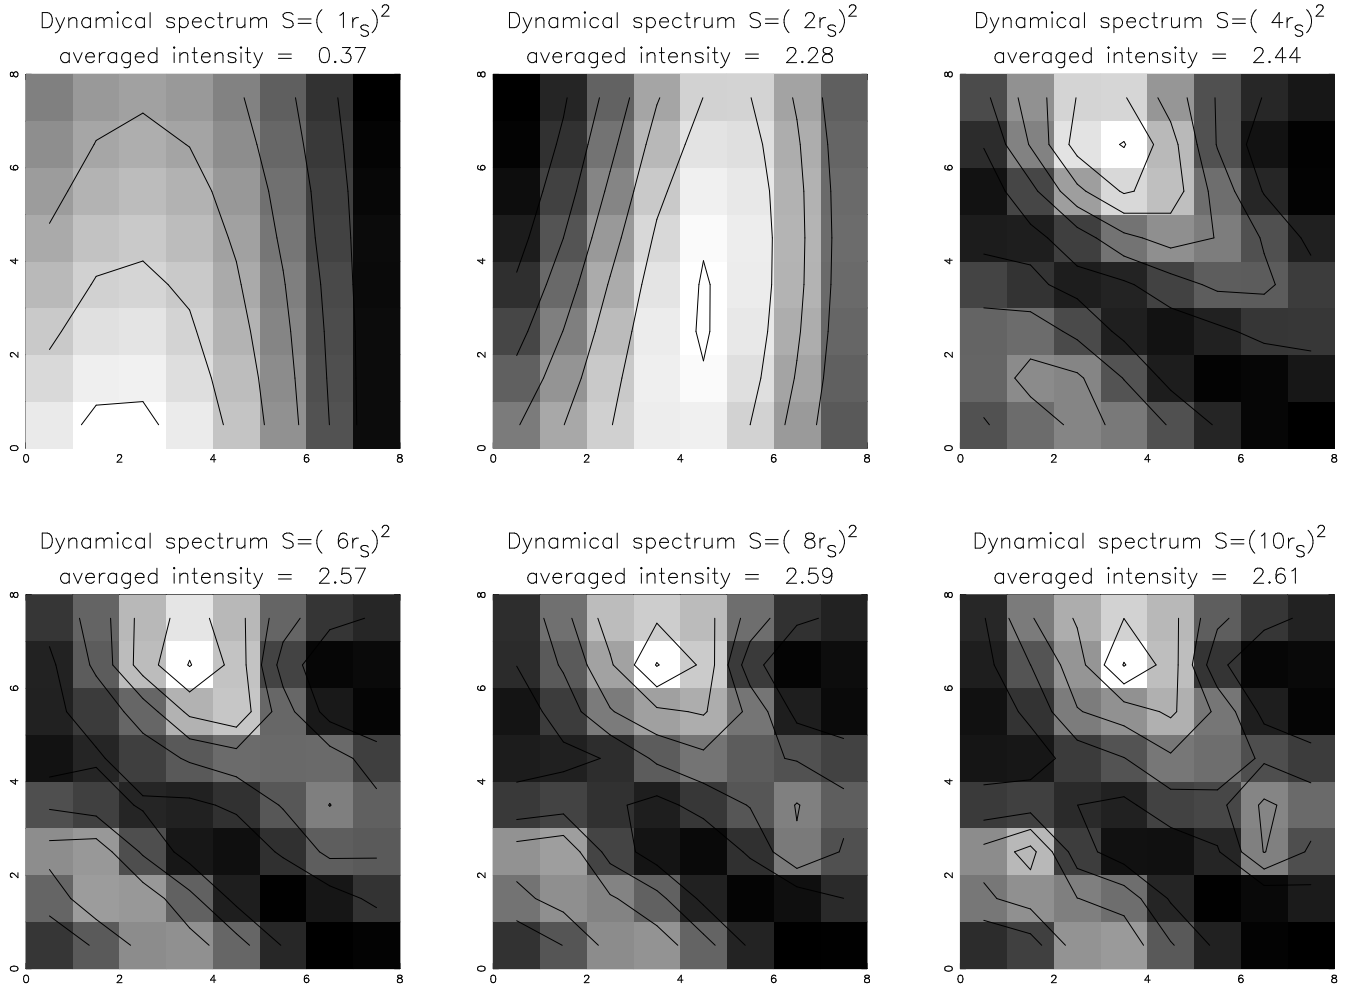 Dynamical spectrum S=( 1r_S)^2
averaged intensity = 0.37
8
6
4
2
0
0 2 4 6 8
Dynamical spectrum S=( 2r_S)^2
averaged intensity = 2.28
8
6
4
2
0
0 2 4 6 8
Dynamical spectrum S=( 4r_S)^2
averaged intensity = 2.44
8
6
4
2
0
0 2 4 6 8
Dynamical spectrum S=( 6r_S)^2
averaged intensity = 2.57
8
6
4
2
0
0 2 4 6 8
Dynamical spectrum S=( 8r_S)^2
averaged intensity = 2.59
8
6
4
2
0
0 2 4 6 8
Dynamical spectrum S=(10r_S)^2
averaged intensity = 2.61
8
6
4
2
0
0 2 4 6 8